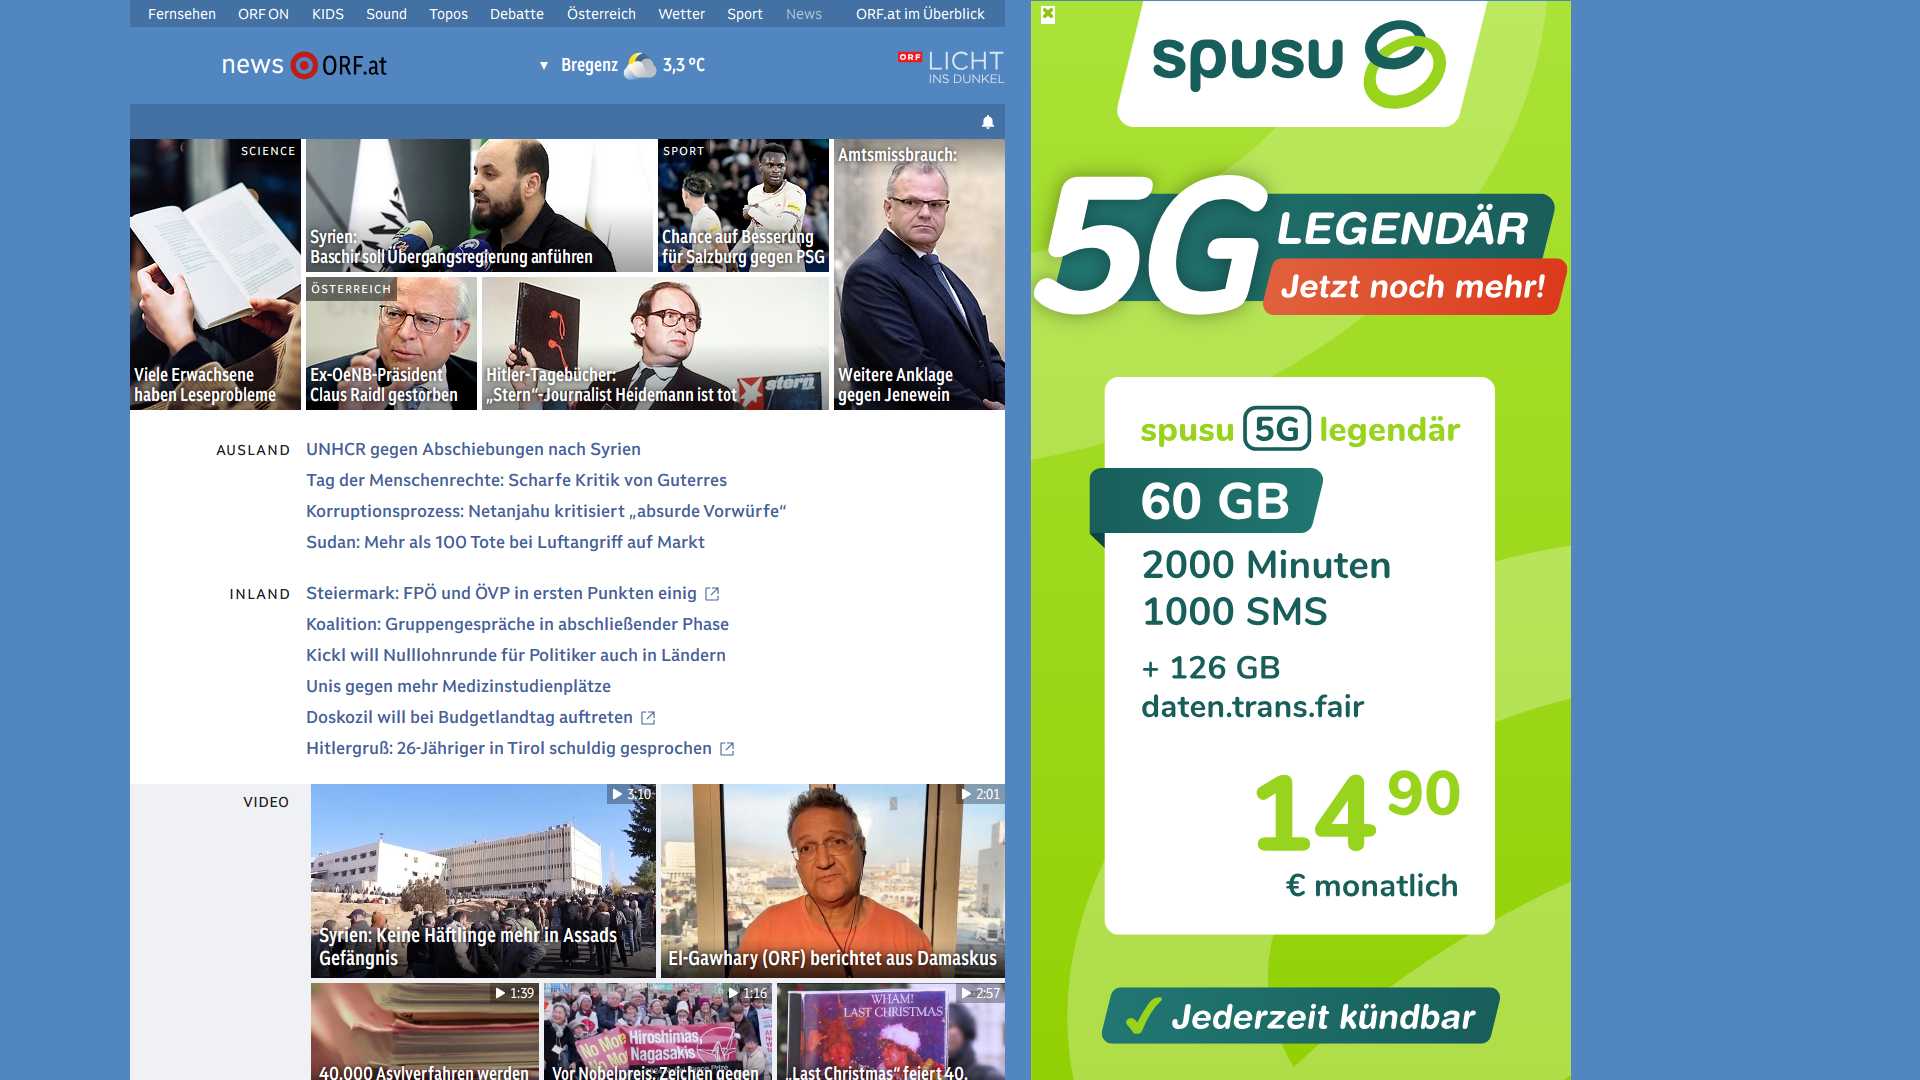 Fernsehen ORF ON KIDS Sound Topos Debatte Österreich Wetter Sport News ORF.at im Überblick
news ORF.at
Bregenz 3,3 °C
ORF LICHT
INS DUNKEL
SCIENCE
Viele Erwachsene
haben Leseprobleme
Syrien:
Baschir soll Übergangsregierung anführen
SPORT
Chance auf Besserung
für Salzburg gegen PSG
Amtsmissbrauch:
Weitere Anklage
gegen Jenewein
ÖSTERREICH
Ex-OeNB-Präsident
Claus Raidl gestorben
stern
Hitler-Tagebücher:
„Stern“-Journalist Heidemann ist tot
AUSLAND
UNHCR gegen Abschiebungen nach Syrien
Tag der Menschenrechte: Scharfe Kritik von Guterres
Korruptionsprozess: Netanjahu kritisiert „absurde Vorwürfe“
Sudan: Mehr als 100 Tote bei Luftangriff auf Markt
INLAND
Steiermark: FPÖ und ÖVP in ersten Punkten einig
Koalition: Gruppengespräche in abschließender Phase
Kickl will Nulllohnrunde für Politiker auch in Ländern
Unis gegen mehr Medizinstudienplätze
Doskozil will bei Budgetlandtag auftreten
Hitlergruß: 26-Jähriger in Tirol schuldig gesprochen
VIDEO
3:10
Syrien: Keine Häftlinge mehr in Assads
Gefängnis
2:01
El-Gawhary (ORF) berichtet aus Damaskus
1:39
40.000 Asylverfahren werden
1:16
No More
Hiroshimas,
Nagasakis
Vor Nobelpreis: Zeichen gegen
2:57
WHAM!
LAST CHRISTMAS
„Last Christmas“ feiert 40.
spusu
5G LEGENDÄR
Jetzt noch mehr!
spusu 5G legendär
60 GB
2000 Minuten
1000 SMS
+ 126 GB
daten.trans.fair
14 90
€ monatlich
Jederzeit kündbar